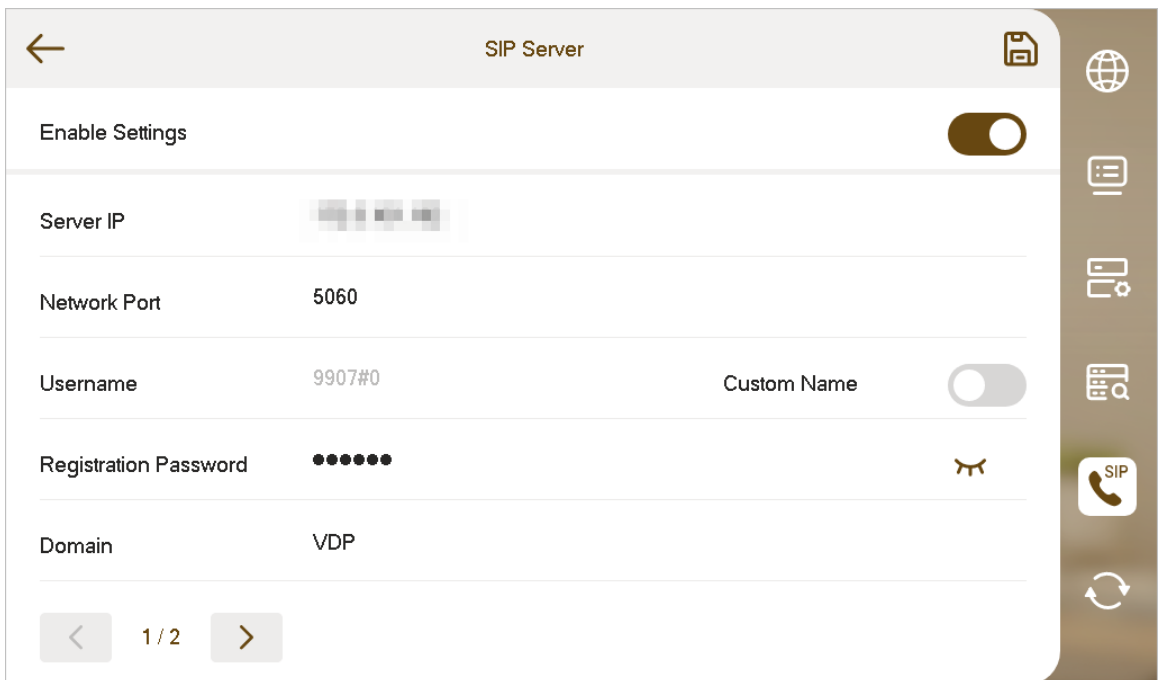 SIP Server
Enable Settings
Server IP
Network Port 5060
Username 9907#0 Custom Name
Registration Password ●●●●●●
SIP
Domain VDP
1 / 2